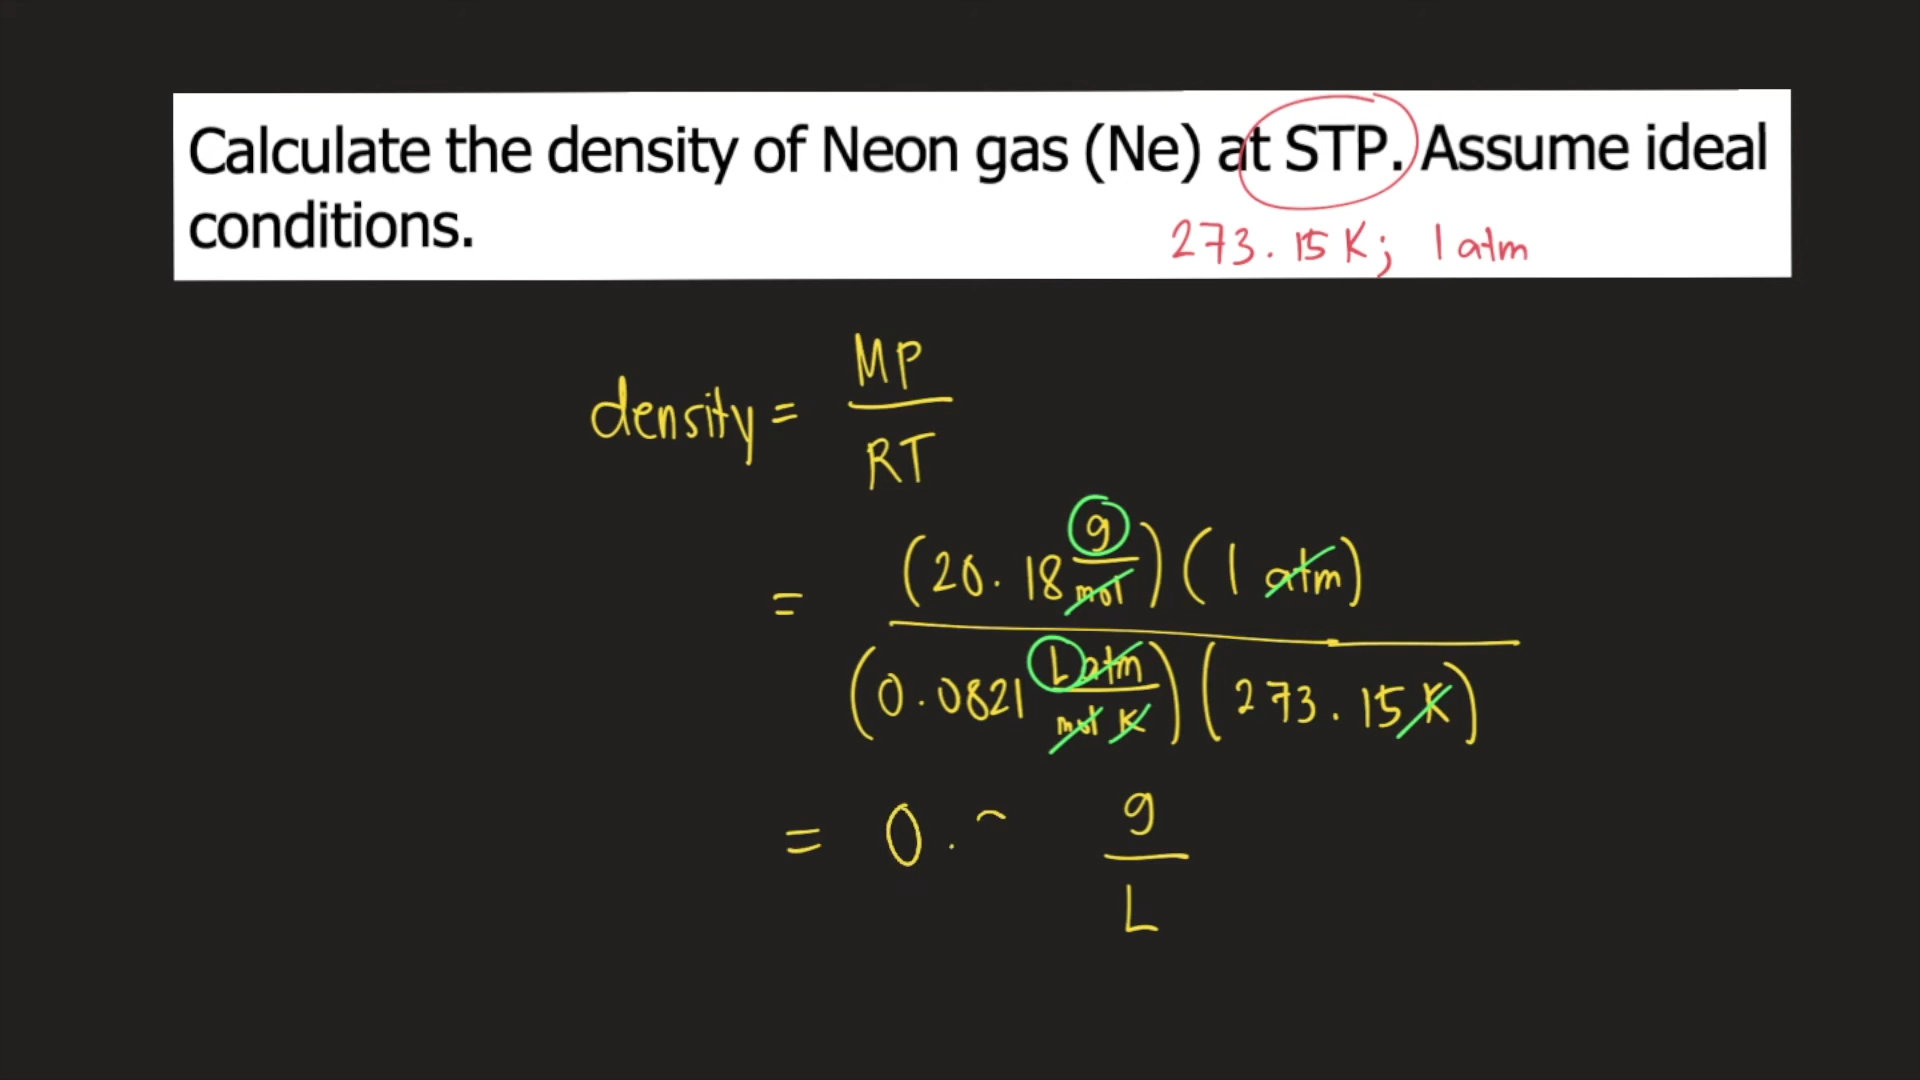 Calculate the density of Neon gas (Ne) at STP. Assume ideal
conditions.
273.15 K; 1 atm
density = MP
RT
= (20.18 g/mol) (1 atm)
(0.0821 L atm/mol K) (273.15 K)
= 0. g/L